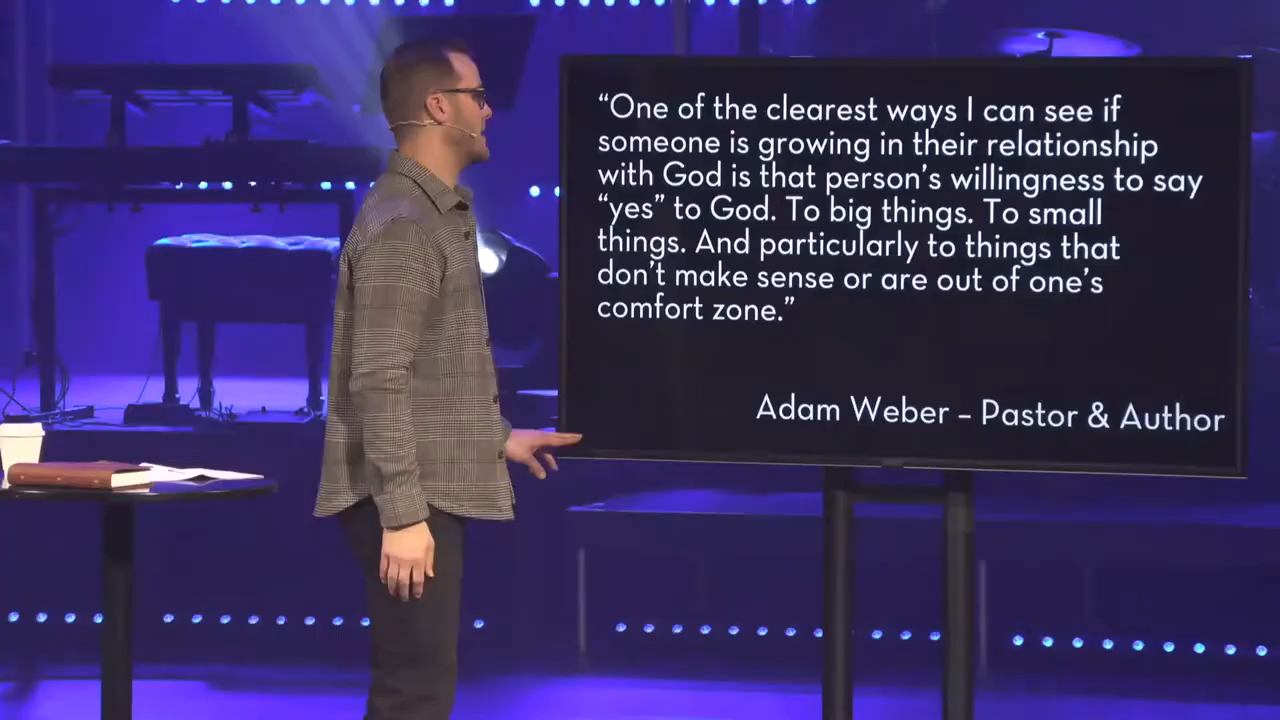 “One of the clearest ways I can see if
someone is growing in their relationship
with God is that person’s willingness to say
“yes” to God. To big things. To small
things. And particularly to things that
don’t make sense or are out of one’s
comfort zone.”
Adam Weber – Pastor & Author